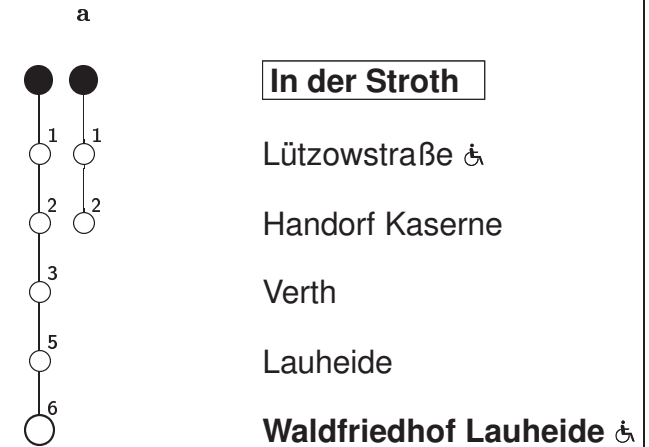 a
In der Stroth
1 1 Lützowstraße
2 2 Handorf Kaserne
3 Verth
5 Lauheide
6 Waldfriedhof Lauheide